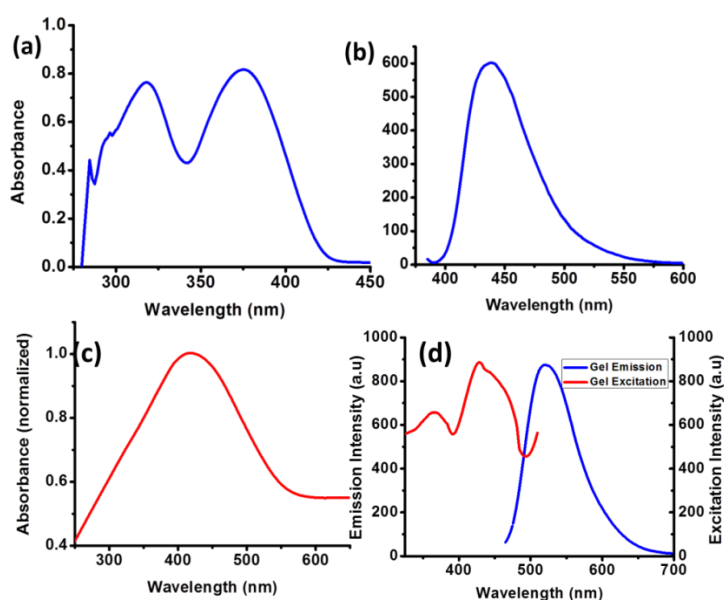 (a)
1.0
0.8
0.6
0.4
0.2
0.0
Absorbance
300 350 400 450
Wavelength (nm)
(b)
600
500
400
300
200
100
0
400 450 500 550 600
Wavelength (nm)
(c)
1.0
0.8
0.6
0.4
Absorbance (normalized)
300 400 500 600
Wavelength (nm)
(d)
1000
800
600
400
200
0
Emission Intensity (a.u)
Gel Emission
Gel Excitation
1000
800
600
400
200
0
Excitation Intensity (a.u)
400 500 600 700
Wavelength (nm)